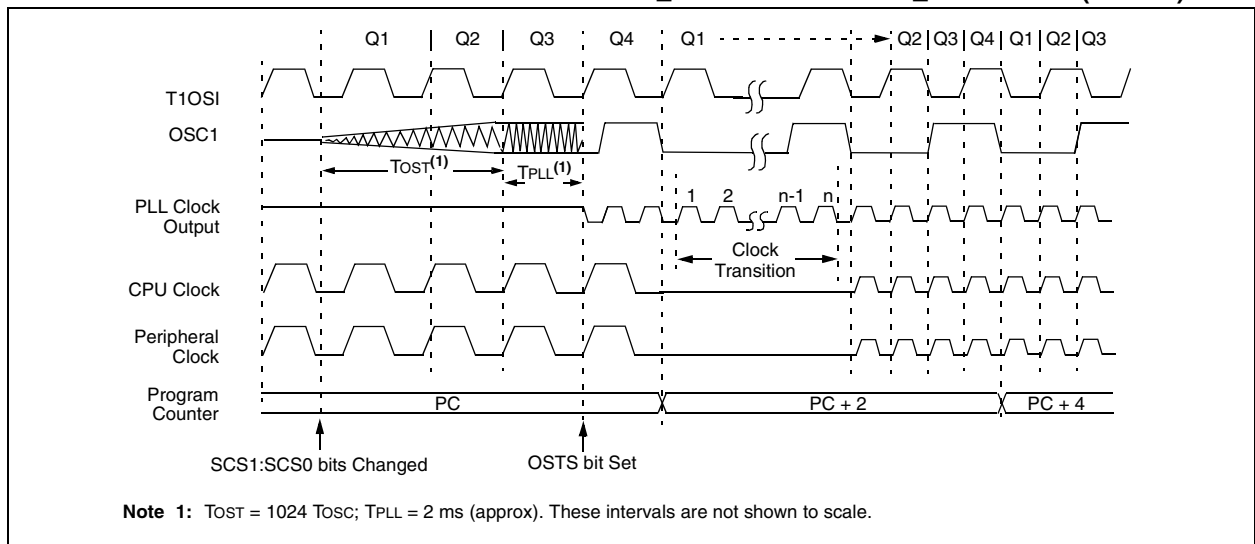 Q1 Q2 Q3 Q4 Q1 Q2 Q3 Q4 Q1 Q2 Q3
T1OSI
OSC1
TOST(1) TPLL(1)
PLL Clock
Output
1 2 n-1 n
Clock
Transition
CPU Clock
Peripheral
Clock
Program
Counter
PC PC + 2 PC + 4
SCS1:SCS0 bits Changed OSTS bit Set
Note 1: TOST = 1024 TOSC; TPLL = 2 ms (approx). These intervals are not shown to scale.